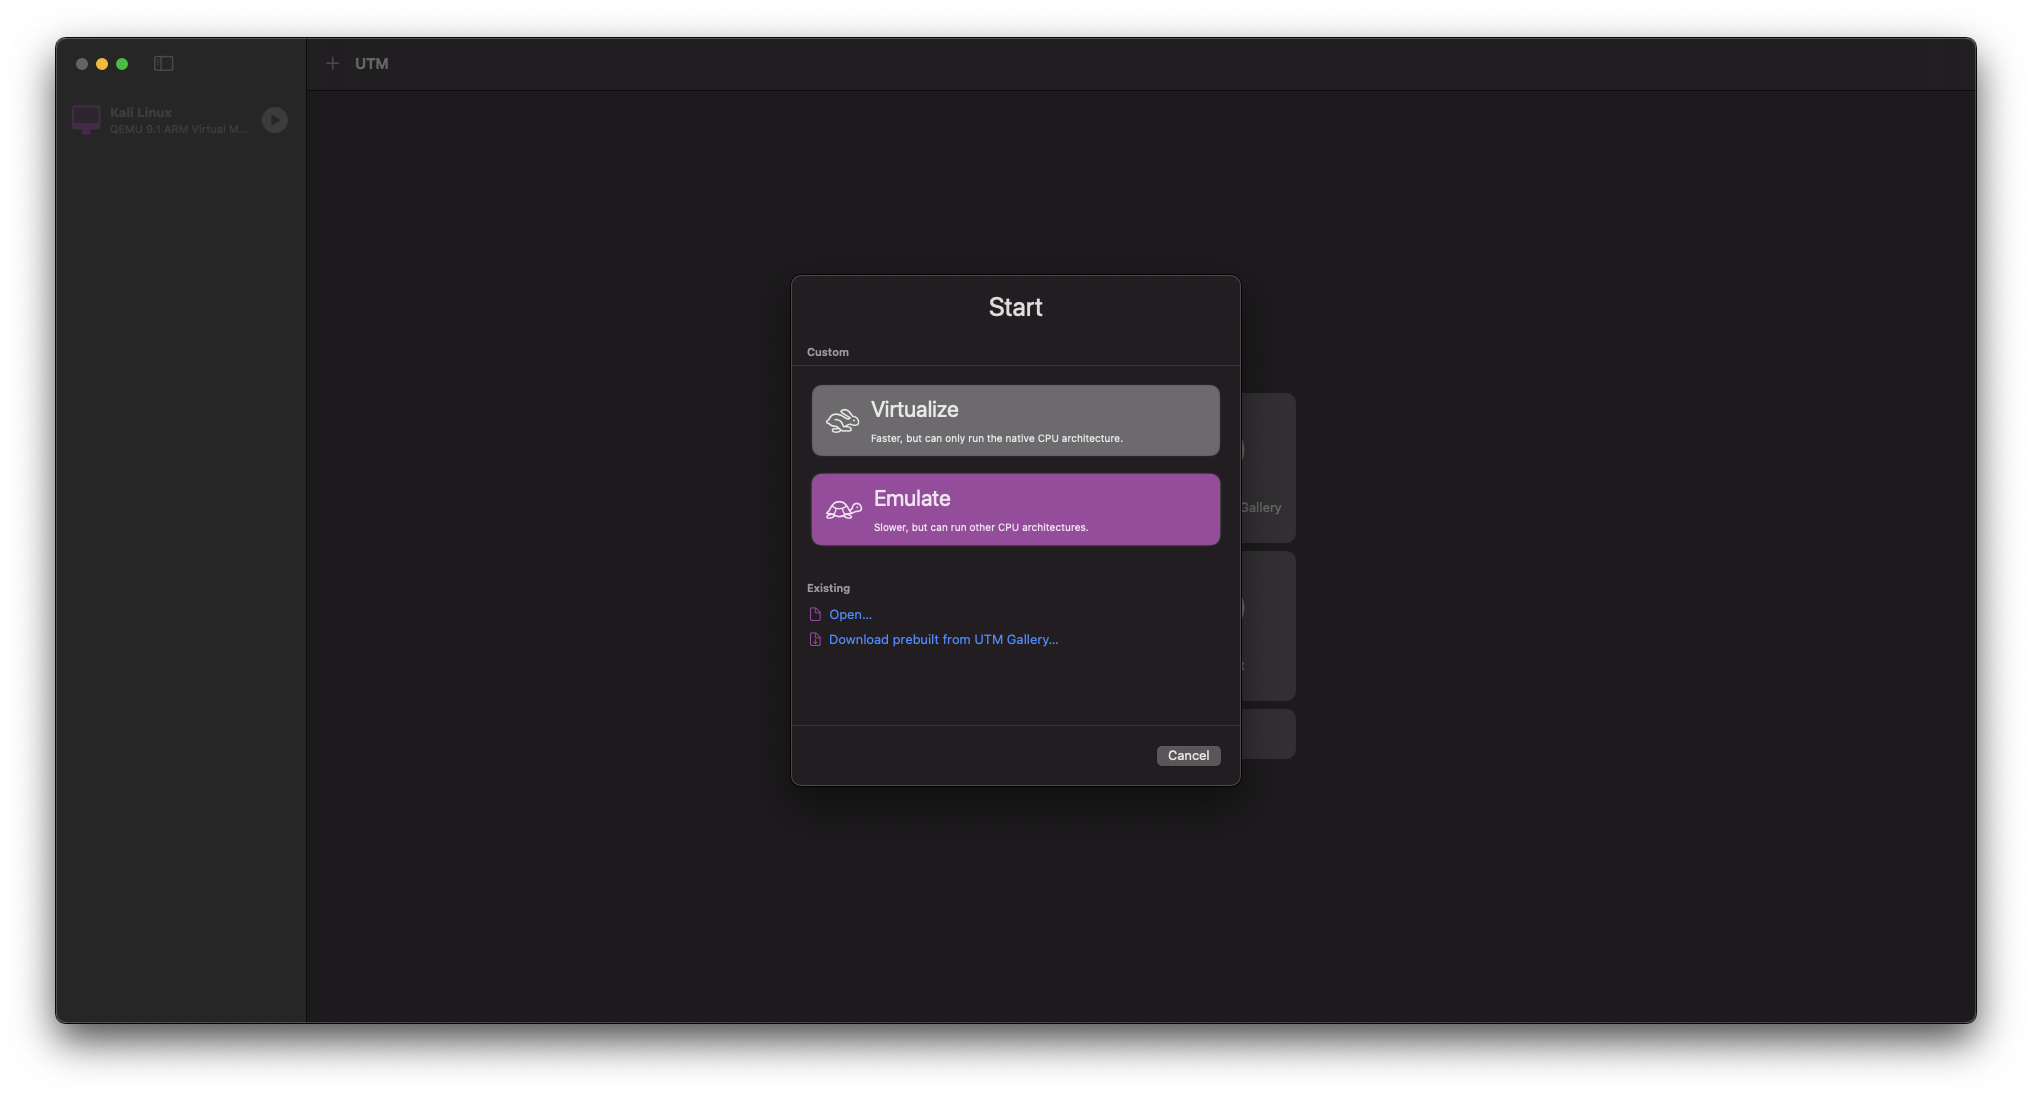 UTM
Kali Linux
QEMU 9.1 ARM Virtual M...
Start
Custom
Virtualize
Faster, but can only run the native CPU architecture.
Emulate
Slower, but can run other CPU architectures.
Gallery
Existing
Open...
Download prebuilt from UTM Gallery...
Cancel